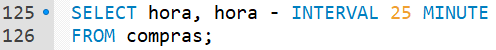 125 SELECT hora, hora - INTERVAL 25 MINUTE
126 FROM compras;